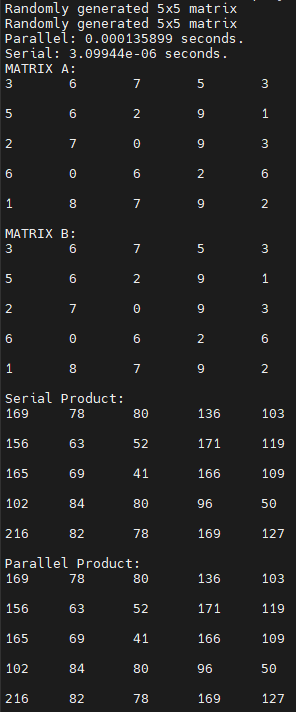 Randomly generated 5x5 matrix
Randomly generated 5x5 matrix
Parallel: 0.000135899 seconds.
Serial: 3.09944e-06 seconds.
MATRIX A:
3 6 7 5 3
5 6 2 9 1
2 7 0 9 3
6 0 6 2 6
1 8 7 9 2
MATRIX B:
3 6 7 5 3
5 6 2 9 1
2 7 0 9 3
6 0 6 2 6
1 8 7 9 2
Serial Product:
169 78 80 136 103
156 63 52 171 119
165 69 41 166 109
102 84 80 96 50
216 82 78 169 127
Parallel Product:
169 78 80 136 103
156 63 52 171 119
165 69 41 166 109
102 84 80 96 50
216 82 78 169 127